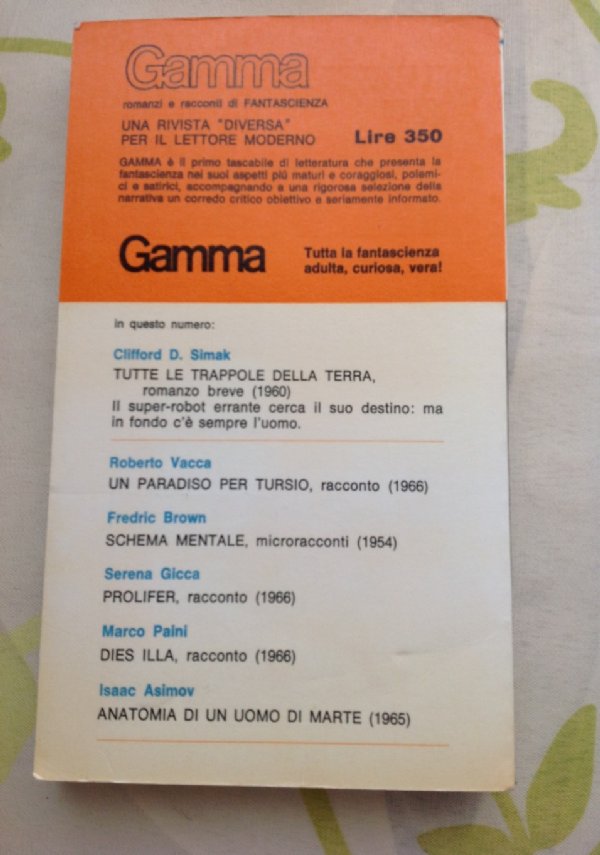 Gamma
romanzi e racconti di FANTASCIENZA
UNA RIVISTA "DIVERSA"
PER IL LETTORE MODERNO
Lire 350
GAMMA è il primo tascabile di letteratura che presenta la
fantascienza nei suoi aspetti più maturi e coraggiosi, polemi-
ci e satirici, accompagnando a una rigorosa selezione della
narrativa un corredo critico obiettivo e seriamente informato.
Gamma
Tutta la fantascienza
adulta, curiosa, vera!
in questo numero:
Clifford D. Simak
TUTTE LE TRAPPOLE DELLA TERRA,
romanzo breve (1960)
Il super-robot errante cerca il suo destino: ma
in fondo c'è sempre l'uomo.
Roberto Vacca
UN PARADISO PER TURSIO, racconto (1966)
Fredric Brown
SCHEMA MENTALE, microracconti (1954)
Serena Gicca
PROLIFER, racconto (1966)
Marco Paini
DIES ILLA, racconto (1966)
Isaac Asimov
ANATOMIA DI UN UOMO DI MARTE (1965)